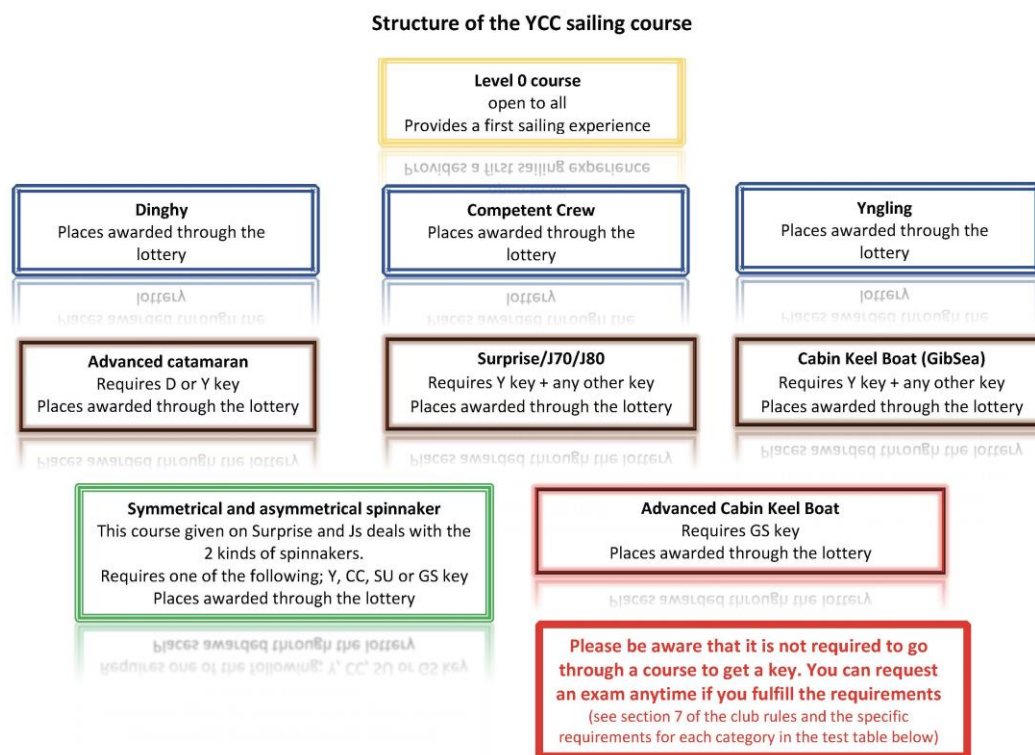 Structure of the YCC sailing course
Level 0 course
open to all
Provides a first sailing experience
Dinghy
Places awarded through the
lottery
Competent Crew
Places awarded through the
lottery
Yngling
Places awarded through the
lottery
Advanced catamaran
Requires D or Y key
Places awarded through the lottery
Surprise/J70/J80
Requires Y key + any other key
Places awarded through the lottery
Cabin Keel Boat (GibSea)
Requires Y key + any other key
Places awarded through the lottery
Symmetrical and asymmetrical spinnaker
This course given on Surprise and Js deals with the
2 kinds of spinnakers.
Requires one of the following; Y, CC, SU or GS key
Places awarded through the lottery
Advanced Cabin Keel Boat
Requires GS key
Places awarded through the lottery
Please be aware that it is not required to go
through a course to get a key. You can request
an exam anytime if you fulfill the requirements
(see section 7 of the club rules and the specific
requirements for each category in the test table below)